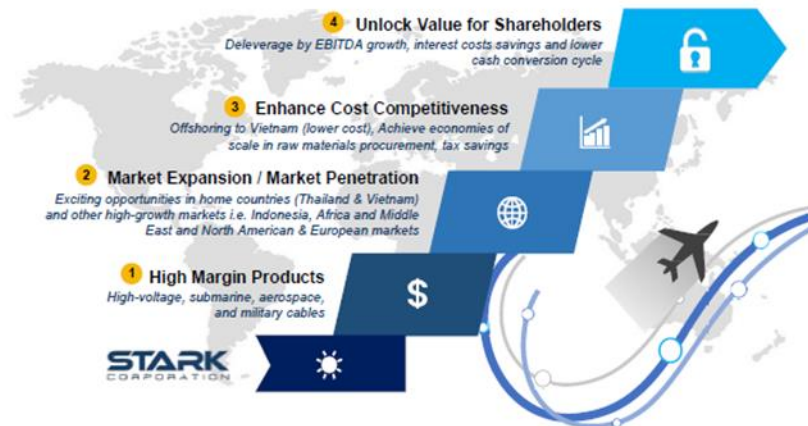 4 Unlock Value for Shareholders
Deleverage by EBITDA growth, interest costs savings and lower
cash conversion cycle
3 Enhance Cost Competitiveness
Offshoring to Vietnam (lower cost), Achieve economies of
scale in raw materials procurement, tax savings
2 Market Expansion / Market Penetration
Exciting opportunities in home countries (Thailand & Vietnam)
and other high-growth markets i.e. Indonesia, Africa and Middle
East and North American & European markets
1 High Margin Products
High-voltage, submarine, aerospace,
and military cables
$
STARK
CORPORATION